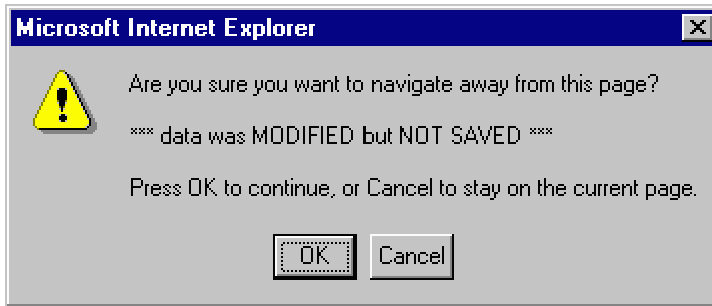 Microsoft Internet Explorer
Are you sure you want to navigate away from this page?
*** data was MODIFIED but NOT SAVED ***
Press OK to continue, or Cancel to stay on the current page.
OK Cancel